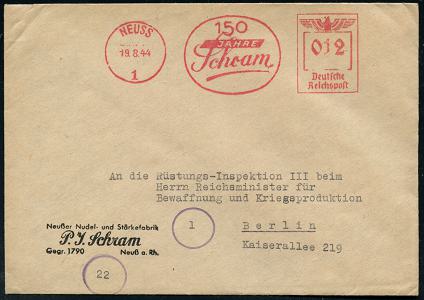 NEUSS
19.8.44
1
150
JAHRE
Schram
012
Deutsche
Reichspost
An die Rüstungs-Inspektion III beim
Herrn Reichsminister für
Bewaffnung und Kriegsproduktion
Berlin
Kaiserallee 219
1
Neußer Nudel- und Stärkefabrik
P. J. Schram
Gegr. 1790 Neuß a. Rh.
22